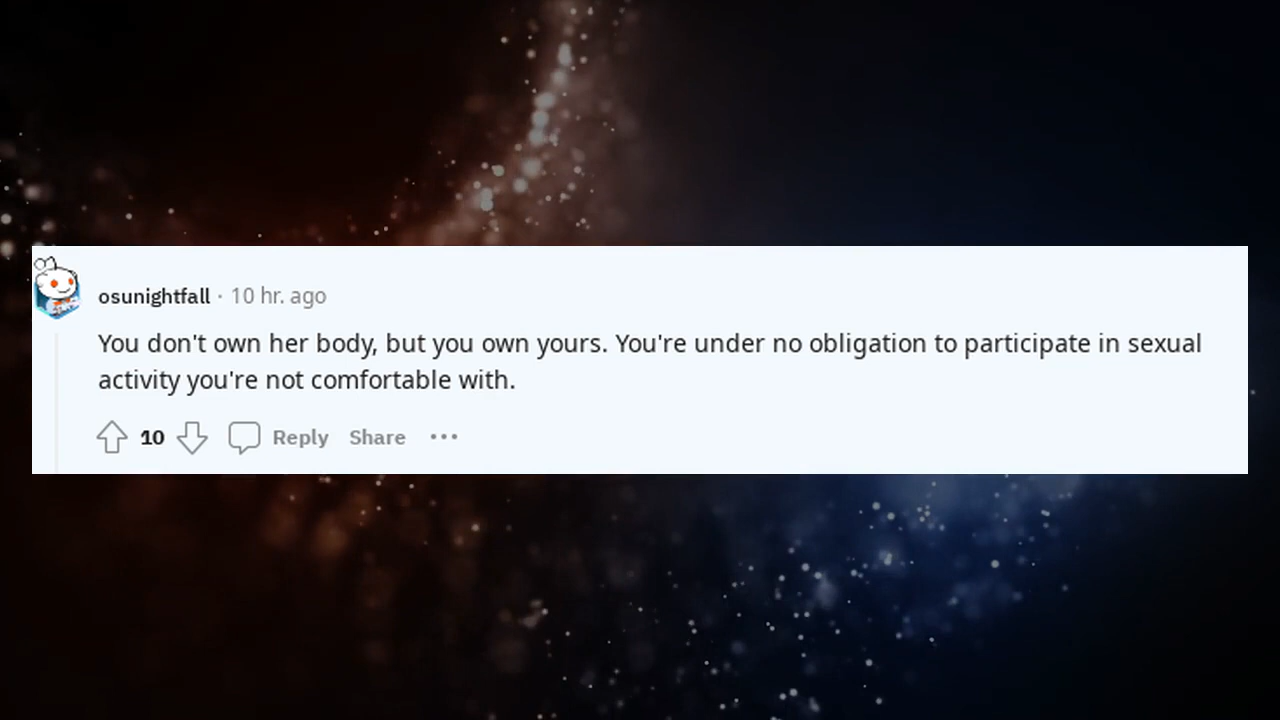 osunightfall · 10 hr. ago
You don't own her body, but you own yours. You're under no obligation to participate in sexual
activity you're not comfortable with.
10 Reply Share •••